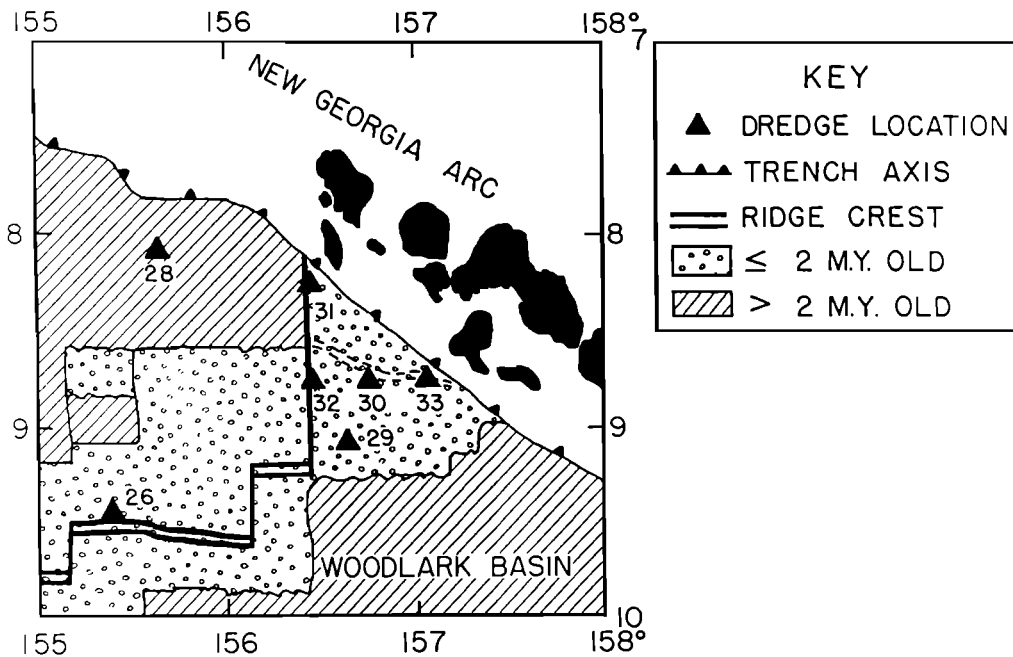 155 156 157 158° 7
NEW GEORGIA ARC
8 8
28
31
32 30 33
9 29 9
26
WOODLARK BASIN
10
155 156 157 158°
KEY
DREDGE LOCATION
TRENCH AXIS
RIDGE CREST
≤ 2 M.Y. OLD
> 2 M.Y. OLD